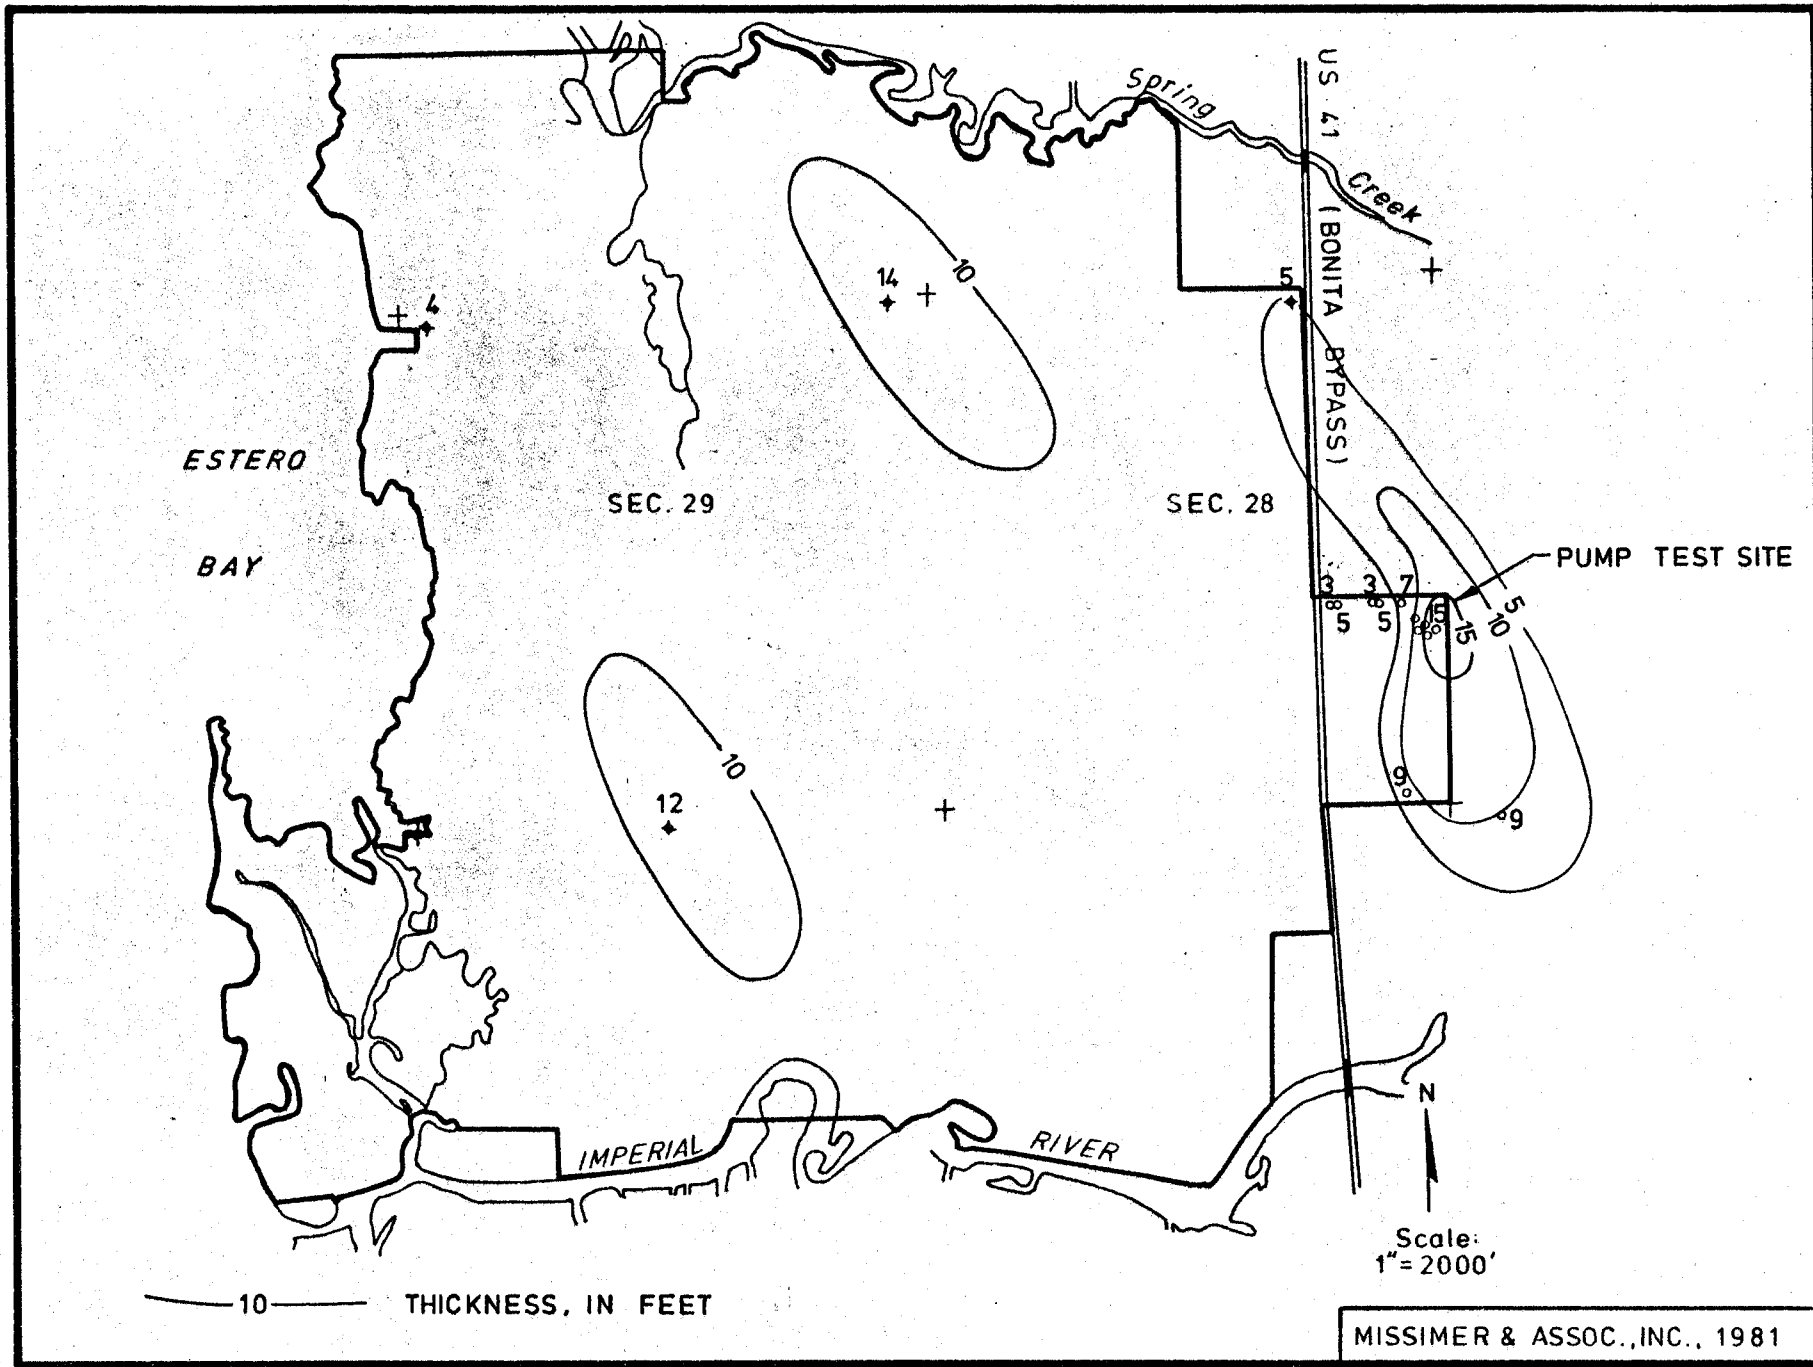 Spring
Creek
US 41 (BONITA BYPASS)
10
14
5
4
ESTERO
BAY
SEC. 29
SEC. 28
PUMP TEST SITE
3
3
7
5
5
15
15
10
5
10
12
9
9
IMPERIAL
RIVER
N
Scale:
1"=2000'
10
THICKNESS, IN FEET
MISSIMER & ASSOC., INC., 1981